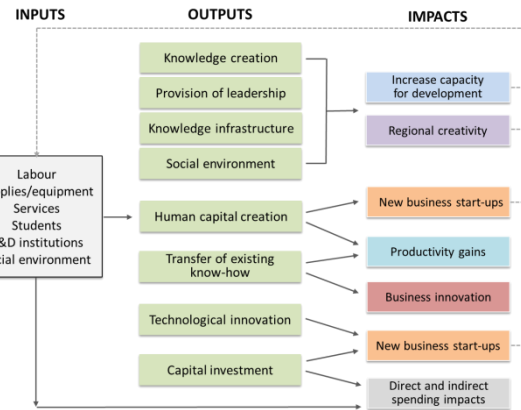 INPUTS
OUTPUTS
IMPACTS
Knowledge creation
Provision of leadership
Knowledge infrastructure
Social environment
Increase capacity
for development
Regional creativity
Labour
plies/equipment
Services
Students
&D institutions
cial environment
Human capital creation
Transfer of existing
know-how
New business start-ups
Productivity gains
Business innovation
Technological innovation
Capital investment
New business start-ups
Direct and indirect
spending impacts